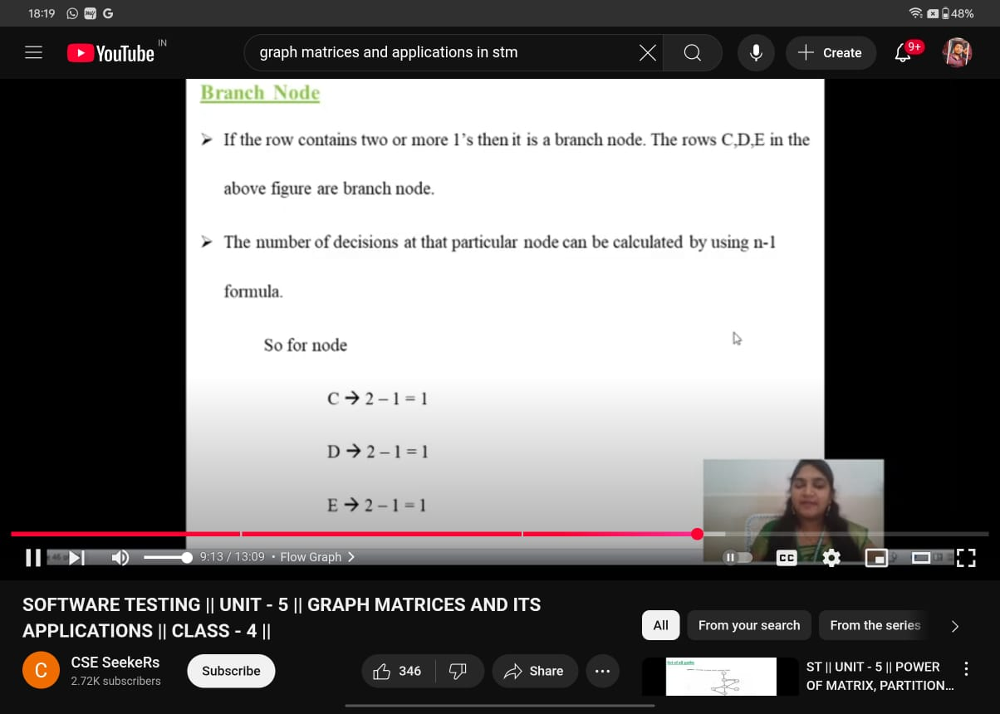 18:19 my G 48%
YouTube IN
graph matrices and applications in stm
Create
9+
Branch Node
➢ If the row contains two or more 1's then it is a branch node. The rows C,D,E in the
above figure are branch node.
➢ The number of decisions at that particular node can be calculated by using n-1
formula.
So for node
C → 2 – 1 = 1
D → 2 – 1 = 1
E → 2 – 1 = 1
9:13 / 13:09 • Flow Graph
CC
SOFTWARE TESTING || UNIT - 5 || GRAPH MATRICES AND ITS
APPLICATIONS || CLASS - 4 ||
C
CSE SeekeRs
2.72K subscribers
Subscribe
346
Share
All
From your search
From the series
ST || UNIT - 5 || POWER
OF MATRIX, PARTITION...